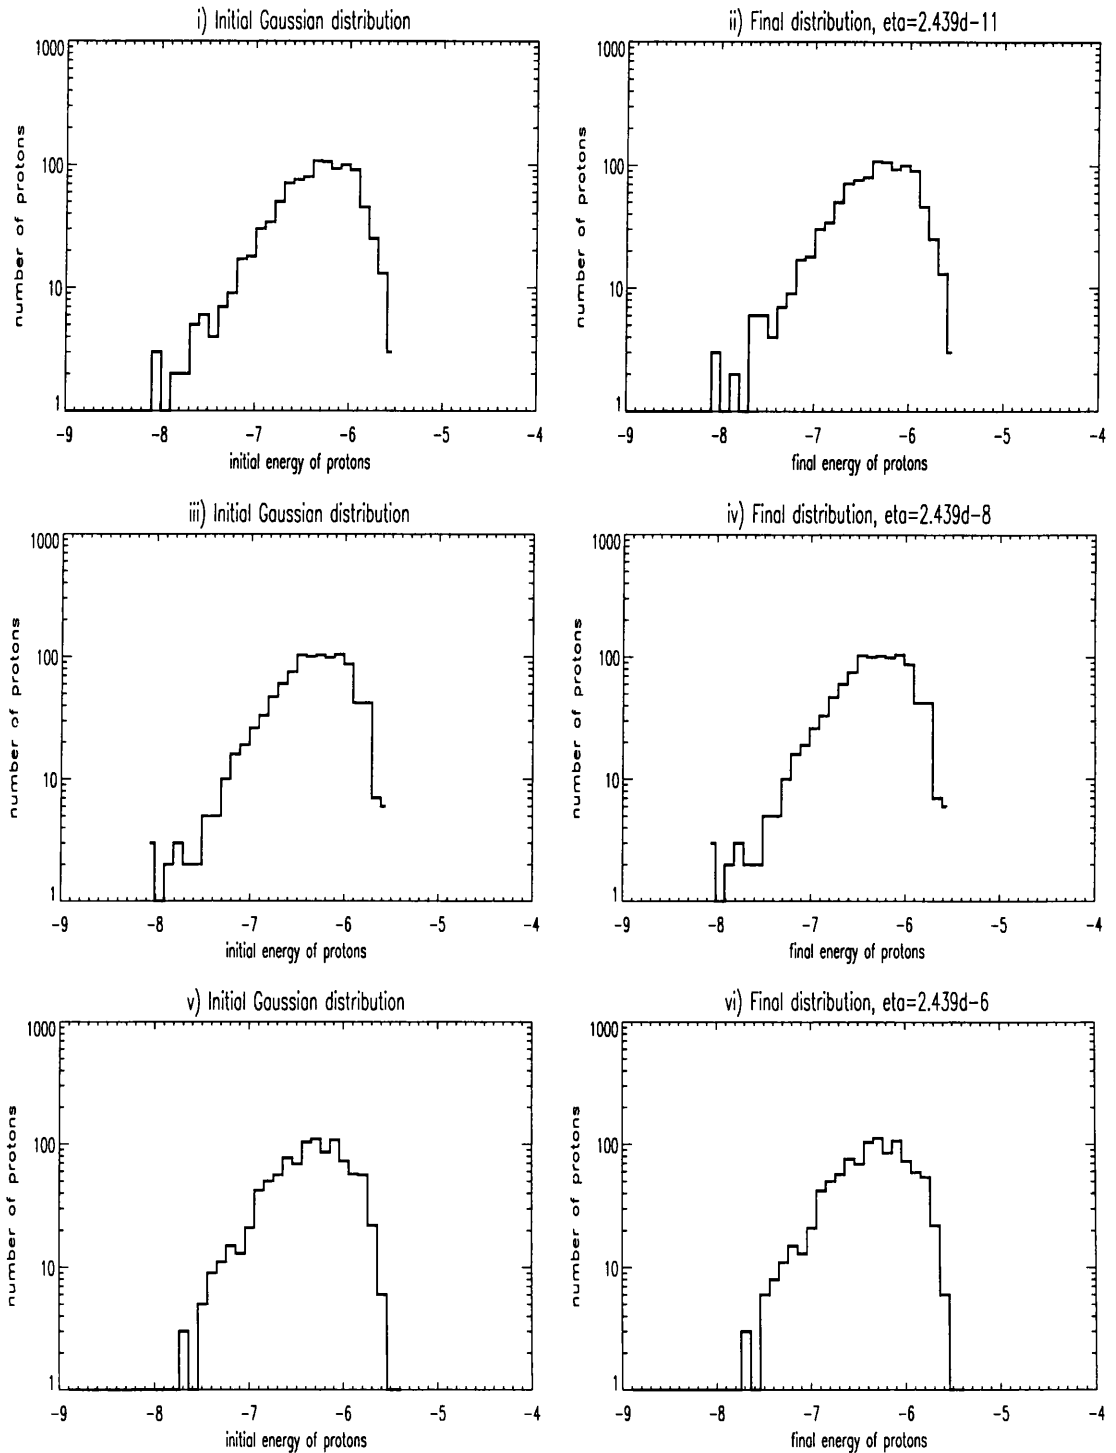 i) Initial Gaussian distribution
number of protons
1000
100
10
1
-9 -8 -7 -6 -5 -4
initial energy of protons
ii) Final distribution, eta=2.439d-11
number of protons
1000
100
10
1
-9 -8 -7 -6 -5 -4
final energy of protons
iii) Initial Gaussian distribution
number of protons
1000
100
10
1
-9 -8 -7 -6 -5 -4
initial energy of protons
iv) Final distribution, eta=2.439d-8
number of protons
1000
100
10
1
-9 -8 -7 -6 -5 -4
final energy of protons
v) Initial Gaussian distribution
number of protons
1000
100
10
1
-9 -8 -7 -6 -5 -4
initial energy of protons
vi) Final distribution, eta=2.439d-6
number of protons
1000
100
10
1
-9 -8 -7 -6 -5 -4
final energy of protons